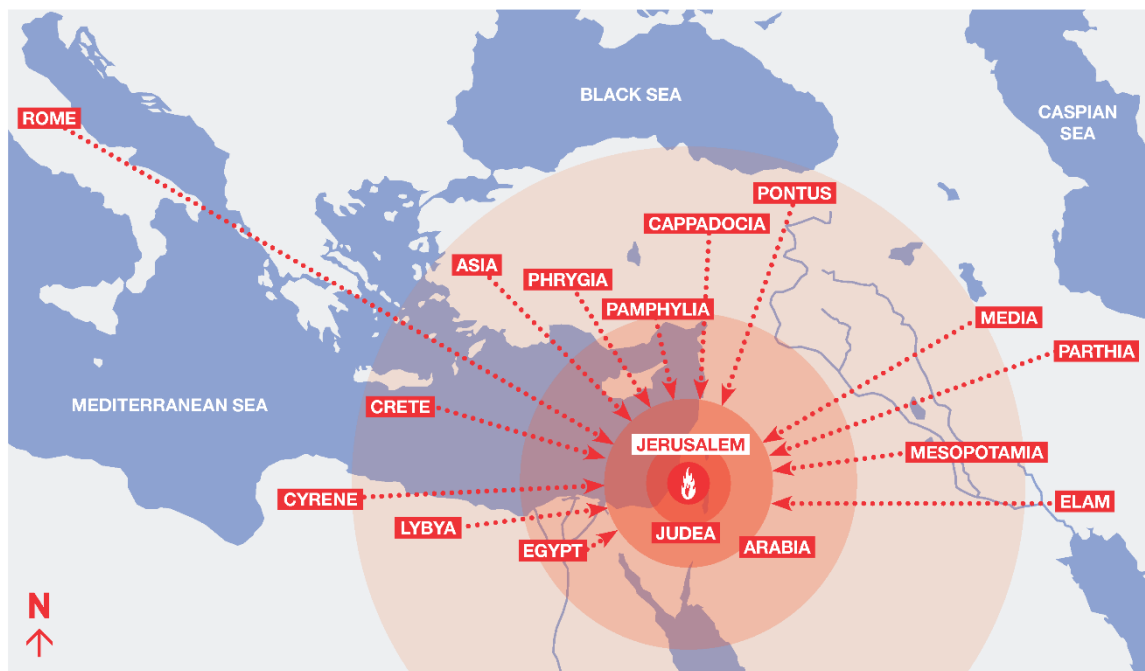 BLACK SEA
CASPIAN
SEA
ROME
PONTUS
CAPPADOCIA
ASIA
PHRYGIA
PAMPHYLIA
MEDIA
PARTHIA
MEDITERRANEAN SEA
CRETE
JERUSALEM
MESOPOTAMIA
CYRENE
ELAM
LYBYA
JUDEA
EGYPT
ARABIA
N